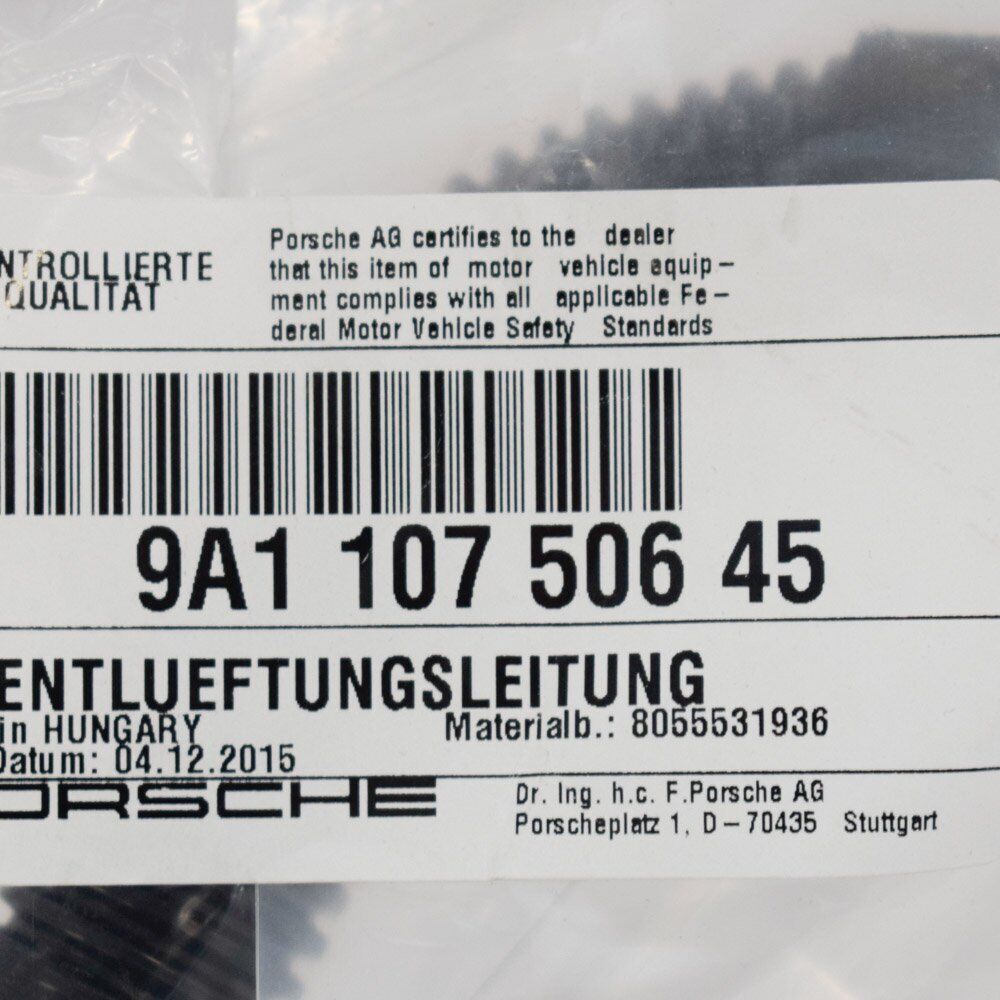 NTROLLIERTE
QUALITÄT
Porsche AG certifies to the dealer
that this item of motor vehicle equip-
ment complies with all applicable Fe-
deral Motor Vehicle Safety Standards
9A1 107 506 45
ENTLUEFTUNGSLEITUNG
in HUNGARY
Materialb.: 8055531936
Datum: 04.12.2015
ORSCHE
Dr. Ing. h.c. F.Porsche AG
Porscheplatz 1, D-70435 Stuttgart